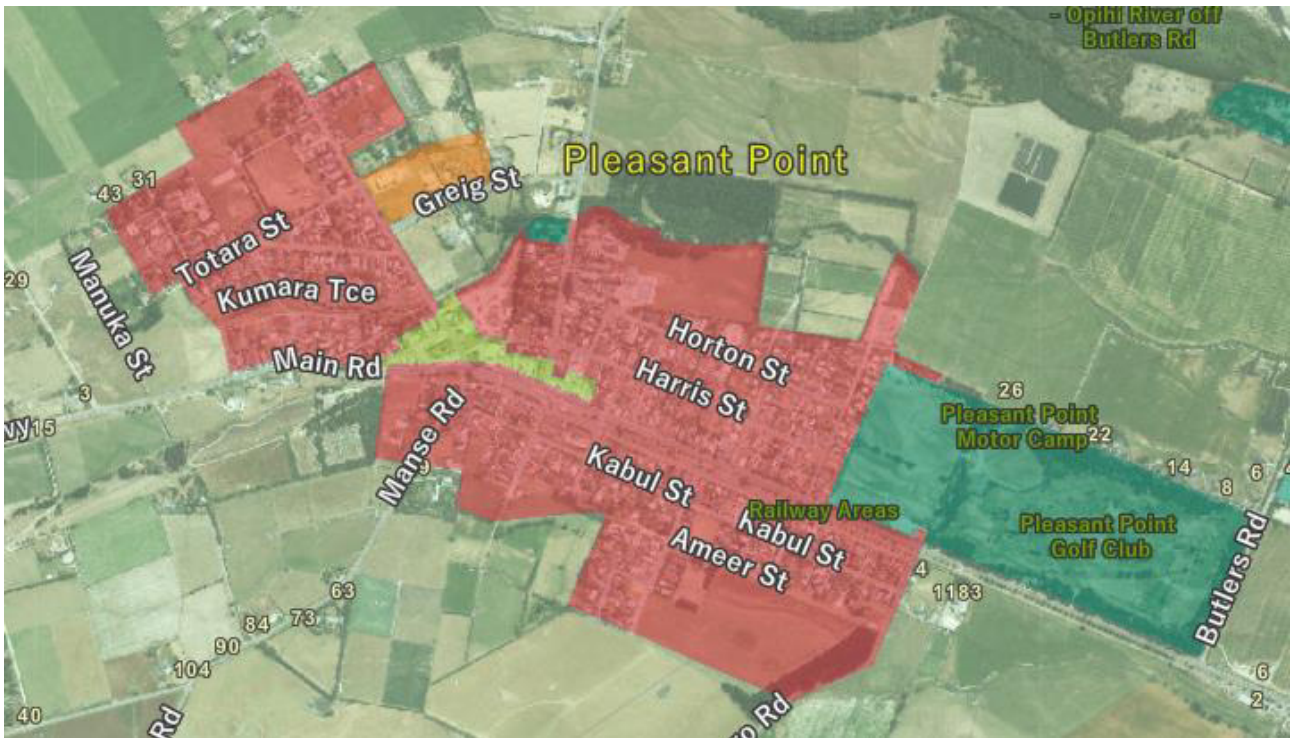 - Opihi River off
Butlers Rd
Pleasant Point
43
31
Greig St
Totara St
29
Manuka St
Kumara Tce
Main Rd
Horton St
Harris St
3
15
26
Pleasant Point
Motor Camp
22
14
8
6
Manse Rd
Kabul St
Railway Areas
Kabul St
Ameer St
Pleasant Point
Golf Club
Butlers Rd
4
1183
63
73
84
90
104
40
Rd
Rd
6
2